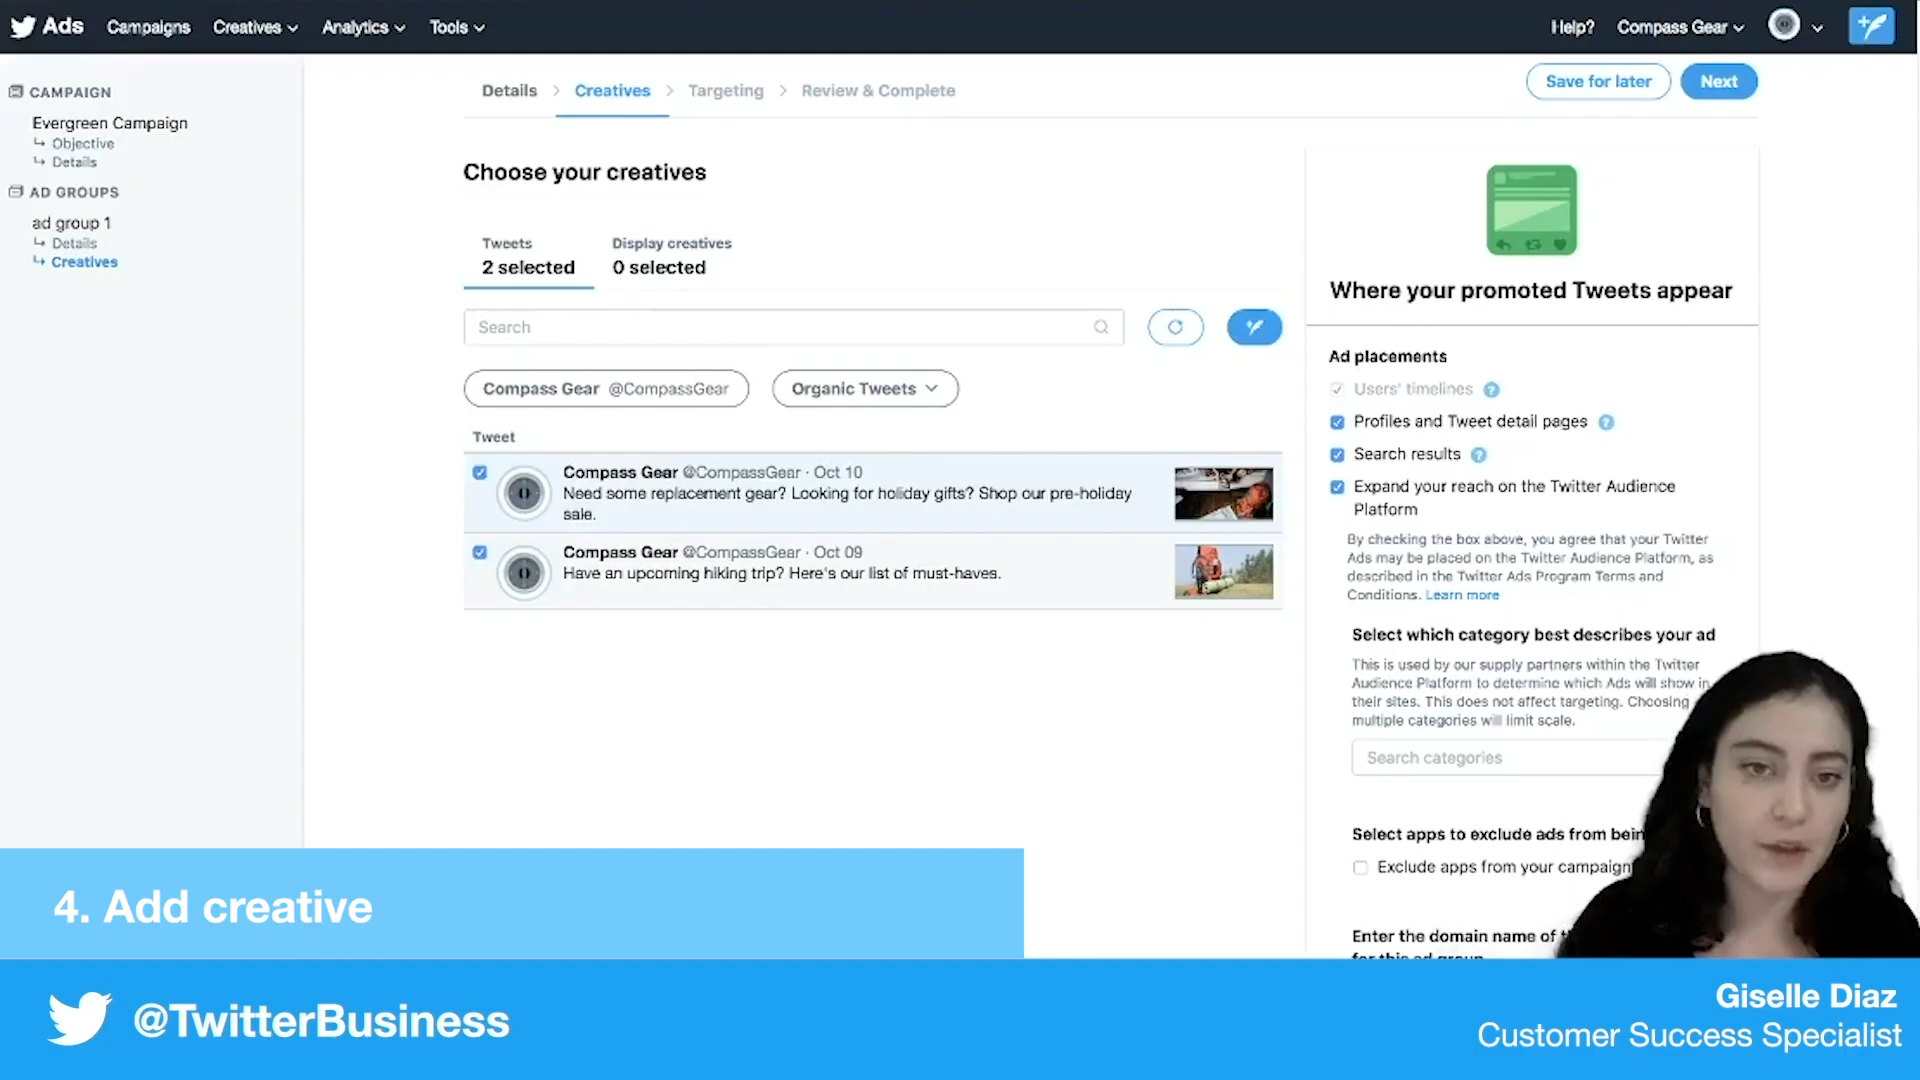 Ads Campaigns Creatives Analytics Tools Help? Compass Gear
CAMPAIGN
Evergreen Campaign
Objective
Details
AD GROUPS
ad group 1
Details
Creatives
Details > Creatives > Targeting > Review & Complete
Save for later
Next
Choose your creatives
Tweets
2 selected
Display creatives
0 selected
Search
Compass Gear @CompassGear
Organic Tweets
Tweet
Compass Gear @CompassGear · Oct 10
Need some replacement gear? Looking for holiday gifts? Shop our pre-holiday
sale.
Compass Gear @CompassGear · Oct 09
Have an upcoming hiking trip? Here's our list of must-haves.
Where your promoted Tweets appear
Ad placements
Users' timelines ?
Profiles and Tweet detail pages ?
Search results ?
Expand your reach on the Twitter Audience
Platform
By checking the box above, you agree that your Twitter
Ads may be placed on the Twitter Audience Platform, as
described in the Twitter Ads Program Terms and
Conditions. Learn more
Select which category best describes your ad
This is used by our supply partners within the Twitter
Audience Platform to determine which Ads will show in
their sites. This does not affect targeting. Choosing
multiple categories will limit scale.
Search categories
Select apps to exclude ads from
Exclude apps from your campaign
Enter the domain name of
for this ad group
4. Add creative
@TwitterBusiness
Giselle Diaz
Customer Success Specialist